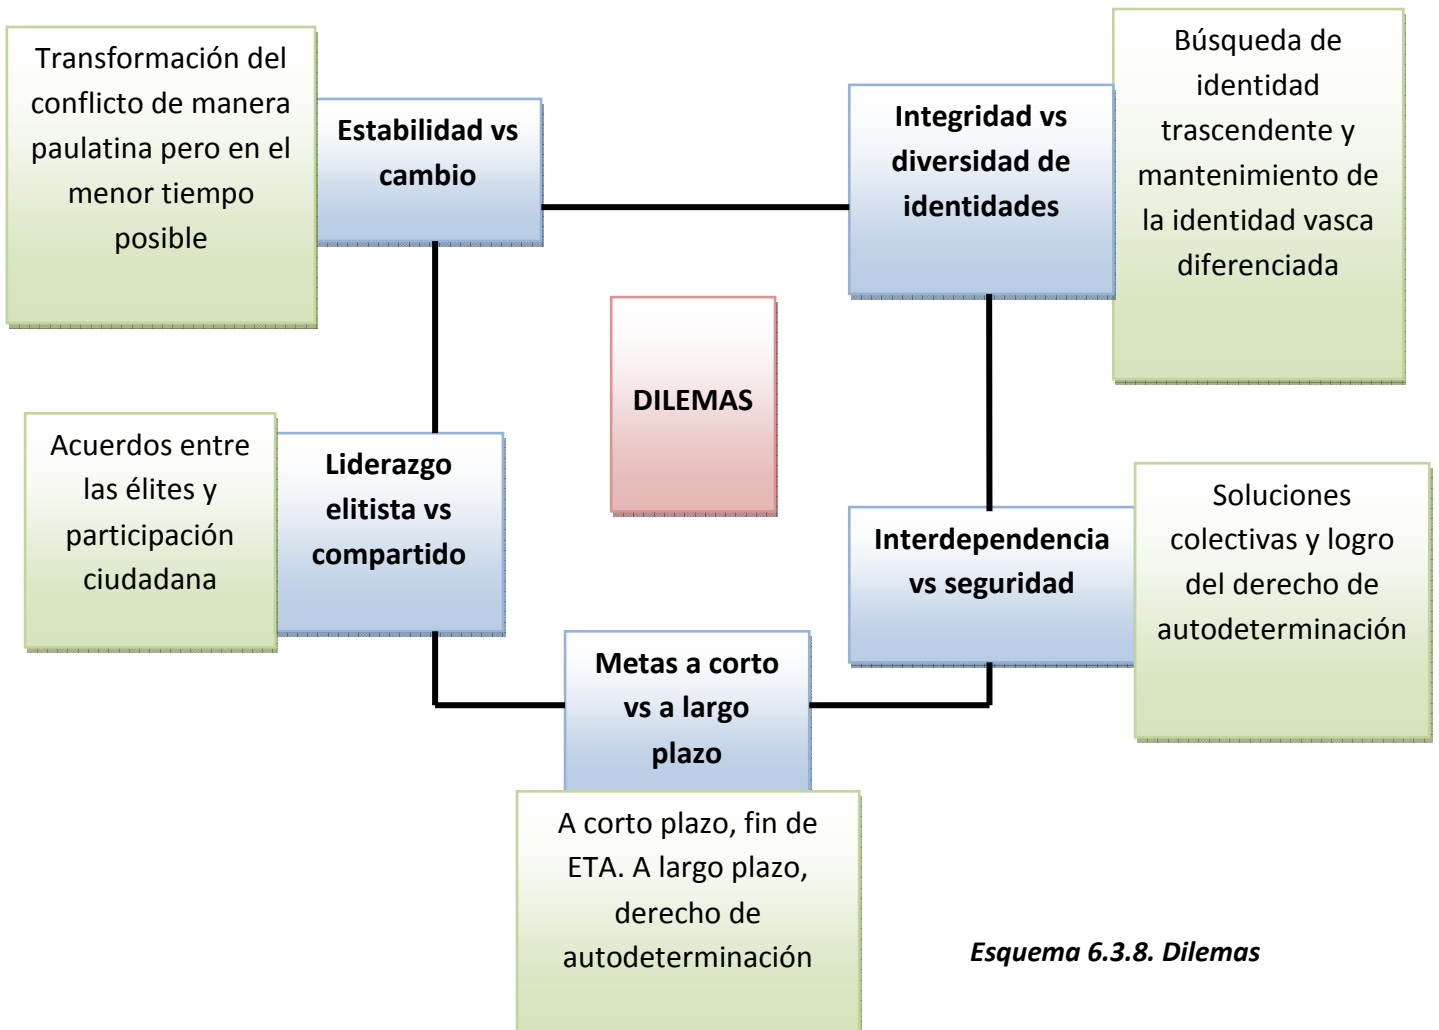 Transformación del
conflicto de manera
paulatina pero en el
menor tiempo
posible
Estabilidad vs
cambio
Integridad vs
diversidad de
identidades
Búsqueda de
identidad
trascendente y
mantenimiento de
la identidad vasca
diferenciada
DILEMAS
Acuerdos entre
las élites y
participación
ciudadana
Liderazgo
elitista vs
compartido
Interdependencia
vs seguridad
Soluciones
colectivas y logro
del derecho de
autodeterminación
Metas a corto
vs a largo
plazo
A corto plazo, fin de
ETA. A largo plazo,
derecho de
autodeterminación
Esquema 6.3.8. Dilemas